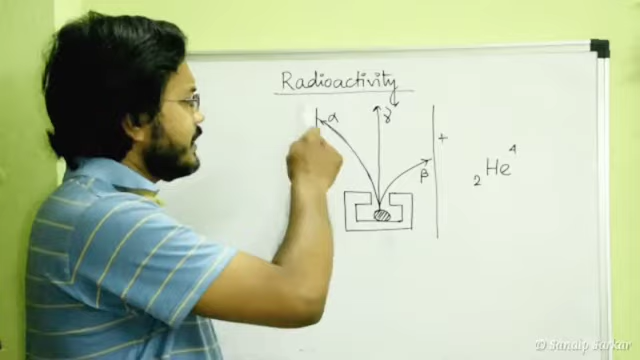 Radioactivity
α γ
+
β
₂He⁴
© Sandip Sarkar